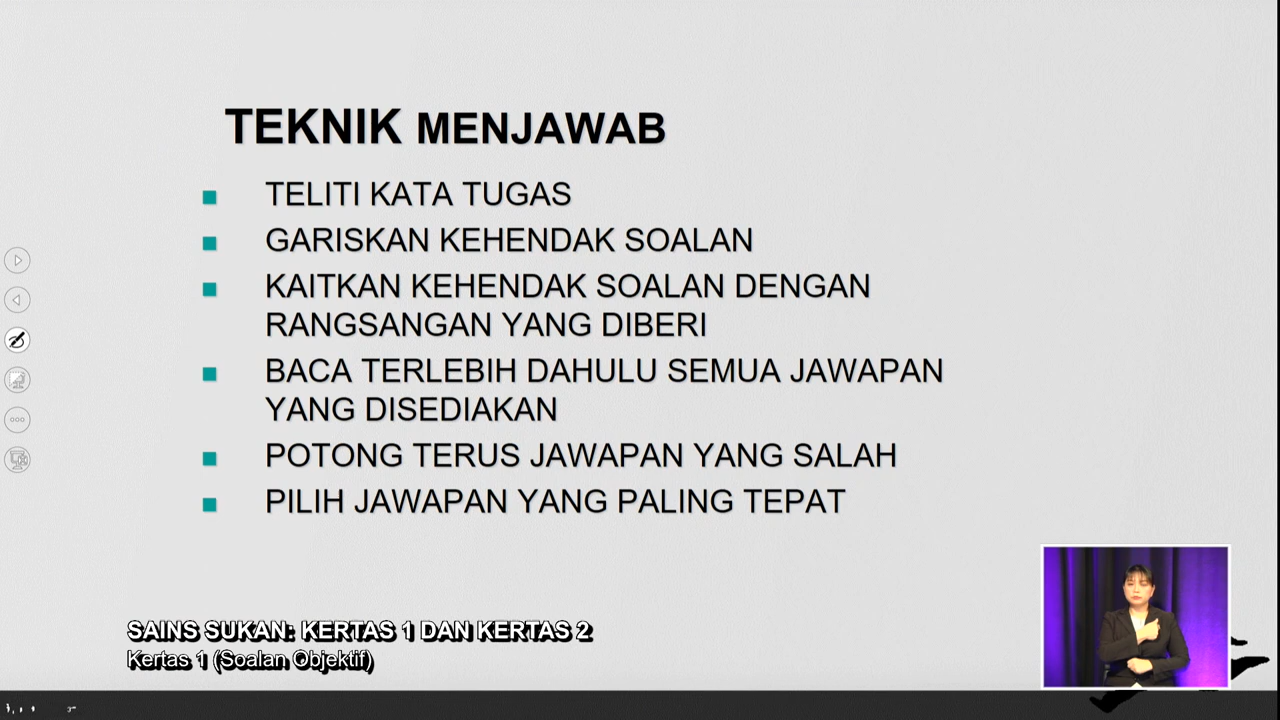 TEKNIK MENJAWAB
TELITI KATA TUGAS
GARISKAN KEHENDAK SOALAN
KAITKAN KEHENDAK SOALAN DENGAN
RANGSANGAN YANG DIBERI
BACA TERLEBIH DAHULU SEMUA JAWAPAN
YANG DISEDIAKAN
POTONG TERUS JAWAPAN YANG SALAH
PILIH JAWAPAN YANG PALING TEPAT
SAINS SUKAN: KERTAS 1 DAN KERTAS 2
Kertas 1 (Soalan Objektif)